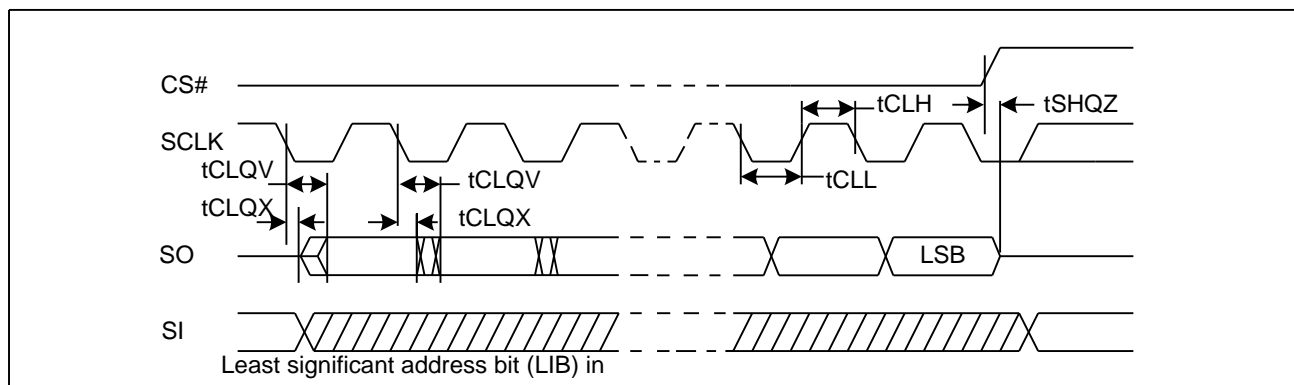 CS#
tCLH
tSHQZ
SCLK
tCLQV
tCLQV
tCLL
tCLQX
tCLQX
SO
LSB
SI
Least significant address bit (LIB) in